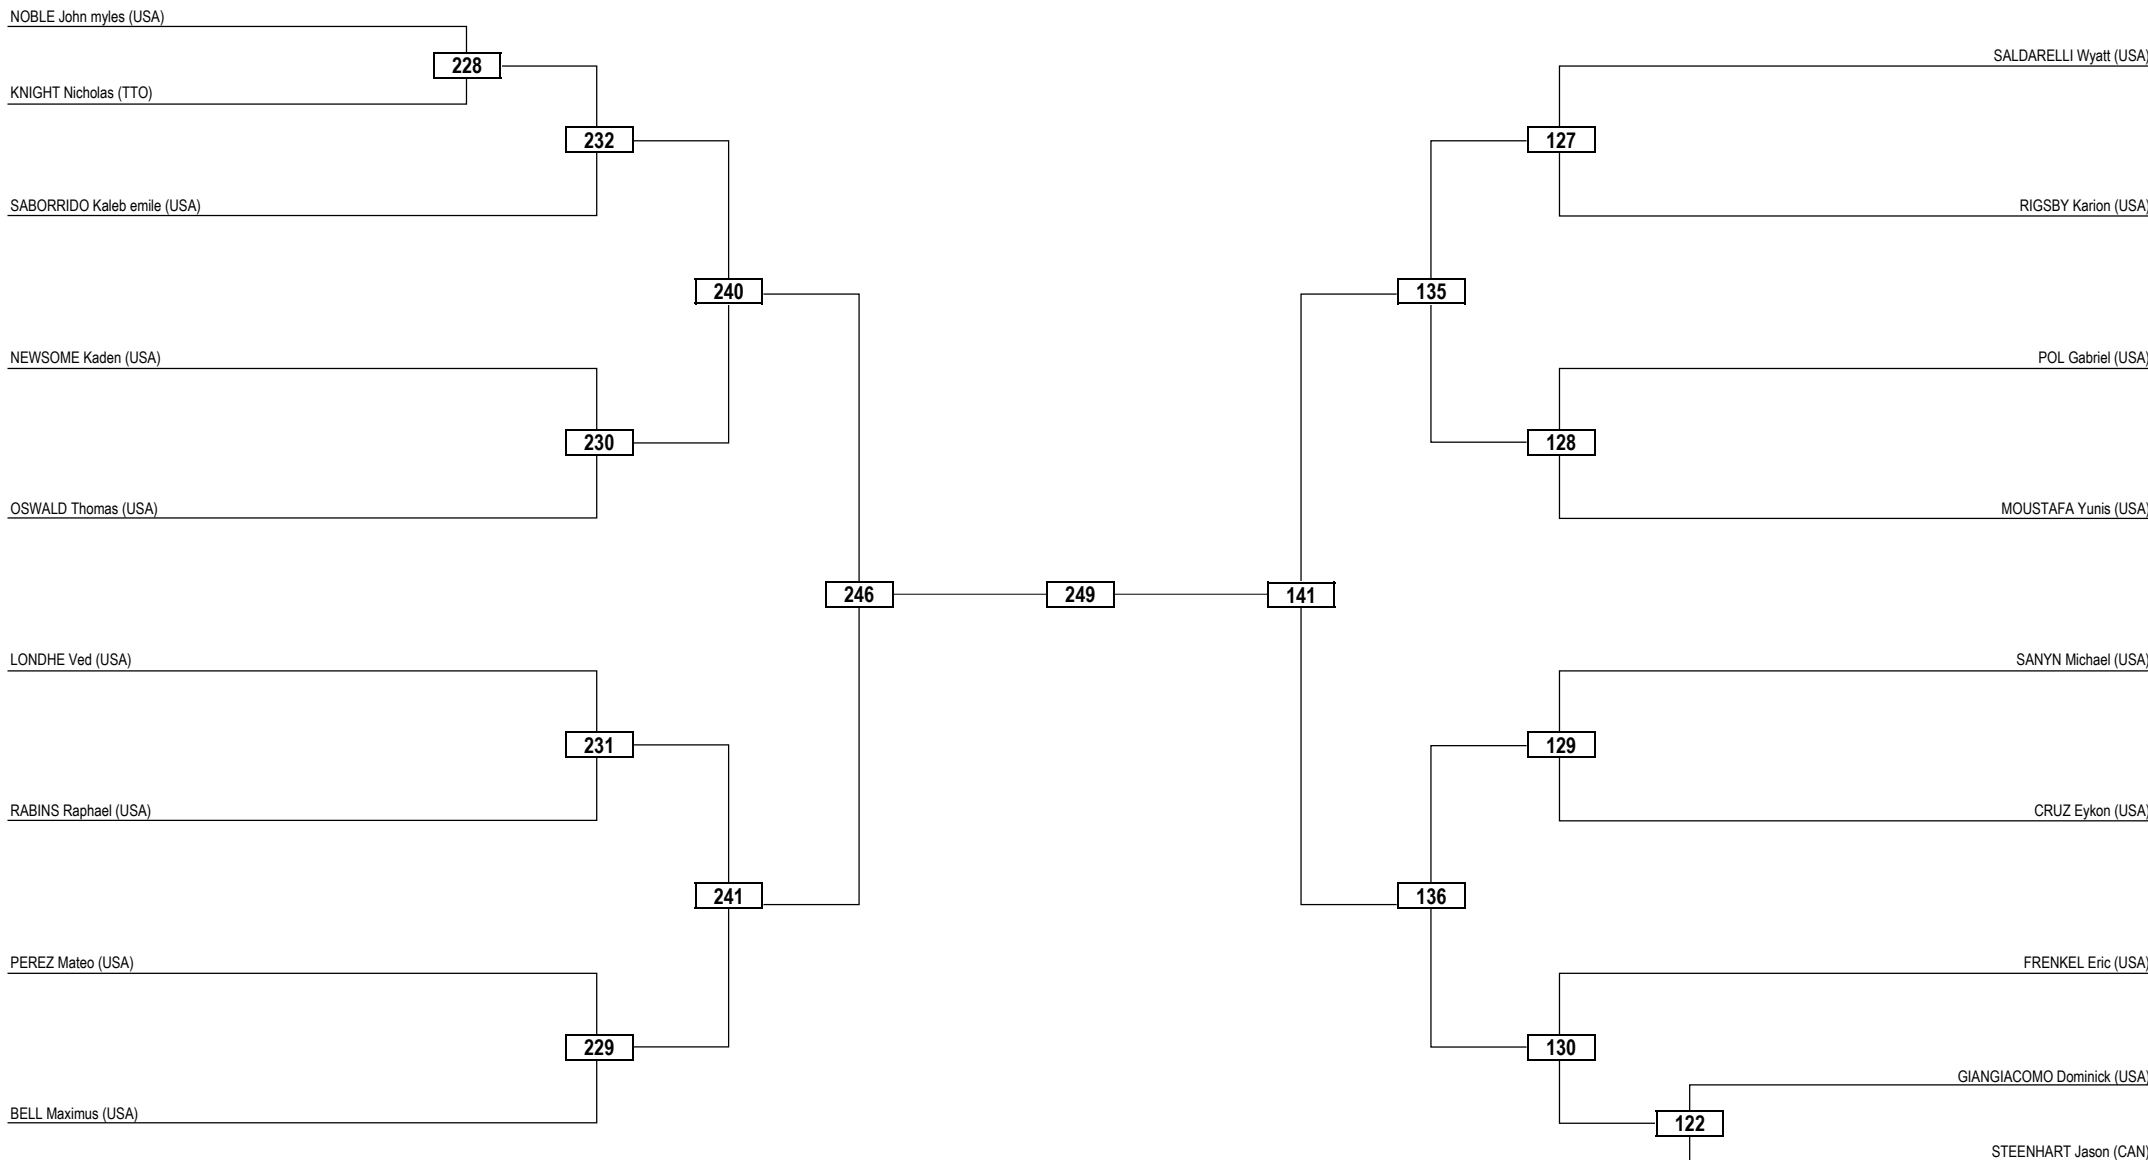 NOBLE John myles (USA)
228
KNIGHT Nicholas (TTO)
232
SABORRIDO Kaleb emile (USA)
240
NEWSOME Kaden (USA)
230
OSWALD Thomas (USA)
246
249
LONDHE Ved (USA)
231
RABINS Raphael (USA)
241
PEREZ Mateo (USA)
229
BELL Maximus (USA)
SALDARELLI Wyatt (USA)
127
RIGSBY Karion (USA)
135
POL Gabriel (USA)
128
MOUSTAFA Yunis (USA)
141
SANYN Michael (USA)
129
CRUZ Eykon (USA)
136
FRENKEL Eric (USA)
130
GIANGIACOMO Dominick (USA)
122
STEENHART Jason (CAN)